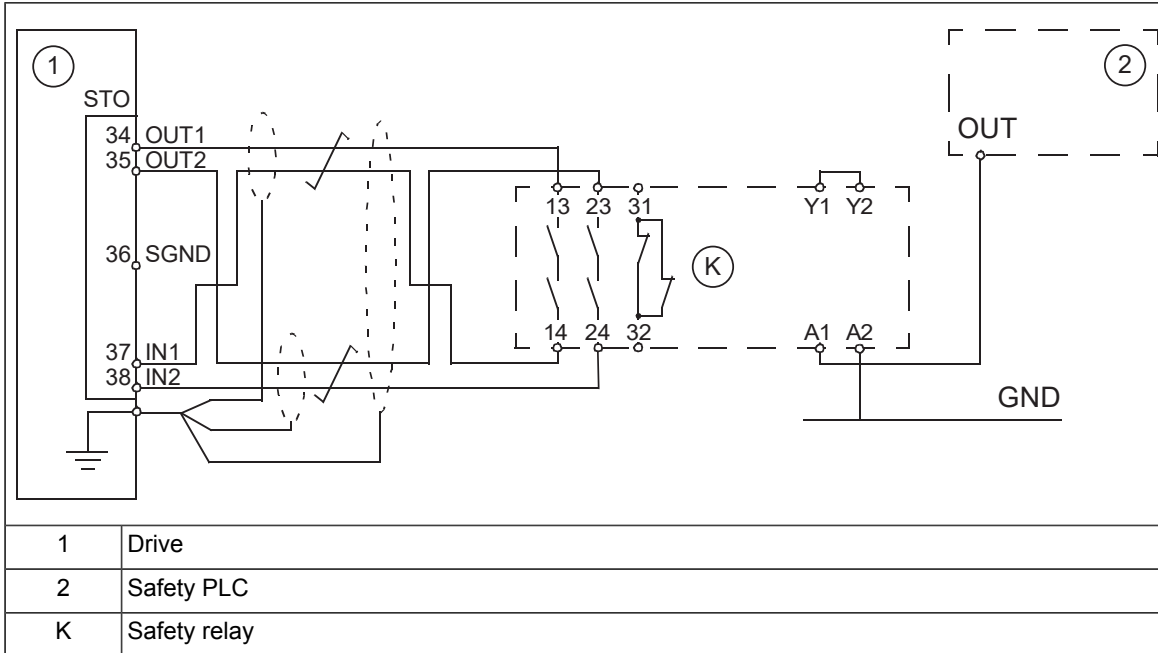 1
2
STO
34 OUT1
35 OUT2
OUT
13 23 31
Y1 Y2
36 SGND
K
14 24 32
A1 A2
37 IN1
38 IN2
GND
1 Drive
2 Safety PLC
K Safety relay